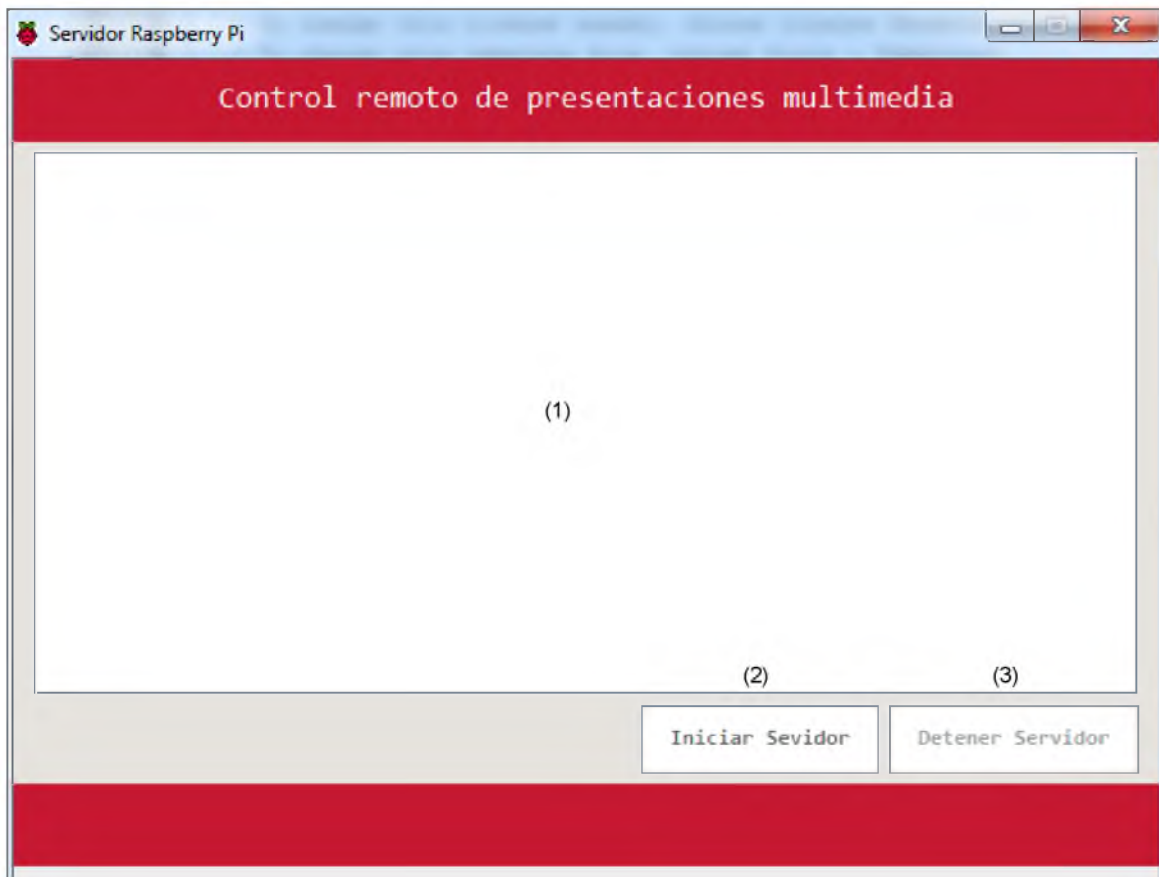 Servidor Raspberry Pi
Control remoto de presentaciones multimedia
(1)
(2) (3)
Iniciar Sevidor Detener Servidor